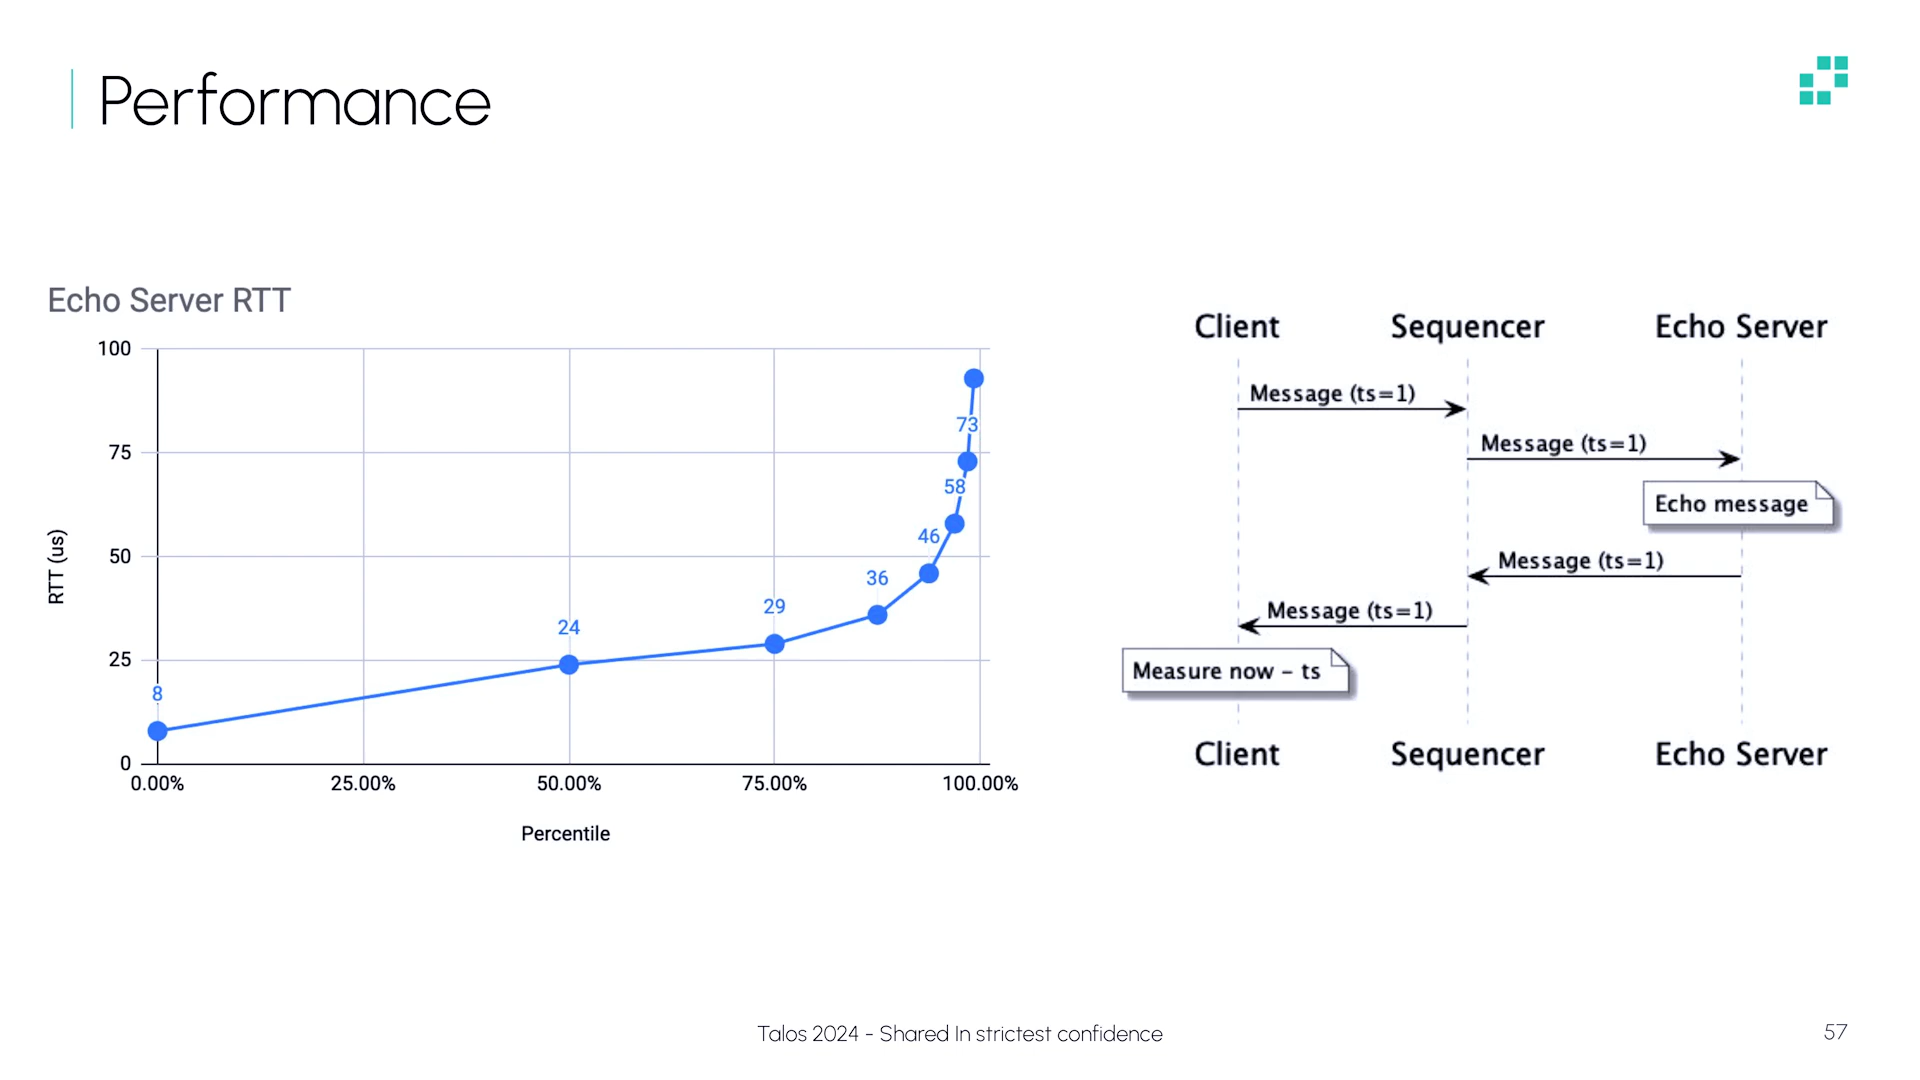 Performance
Echo Server RTT
100
75
50
25
0
RTT (us)
8
24
29
36
46
58
73
0.00%
25.00%
50.00%
75.00%
100.00%
Percentile
Client
Sequencer
Echo Server
Message (ts=1)
Message (ts=1)
Echo message
Message (ts=1)
Message (ts=1)
Measure now - ts
Client
Sequencer
Echo Server
Talos 2024 - Shared In strictest confidence
57